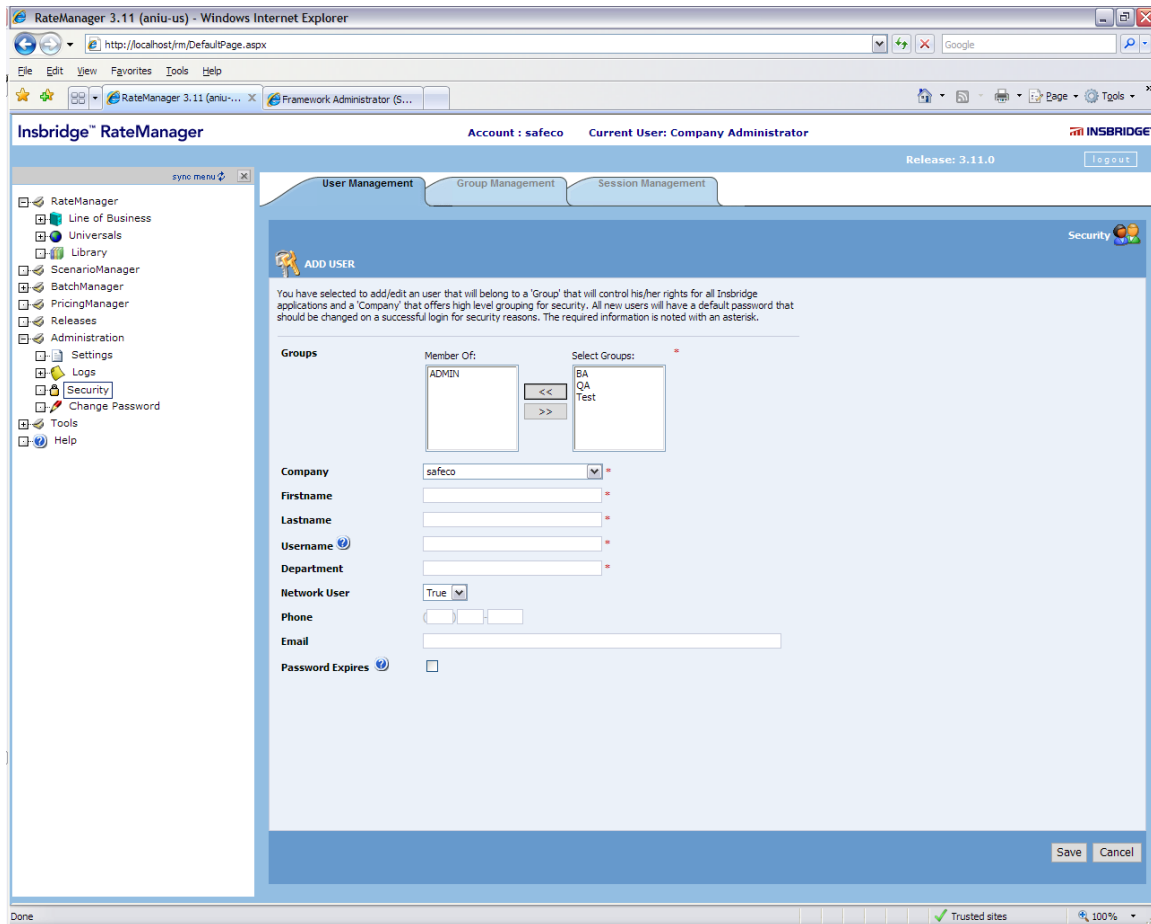 RateManager 3.11 (aniu-us) - Windows Internet Explorer
http://localhost/rm/DefaultPage.aspx
Google
File Edit View Favorites Tools Help
RateManager 3.11 (aniu-... X
Framework Administrator (S...
Page Tools
Insbridge™ RateManager
Account : safeco Current User: Company Administrator
INSBRIDGE
Release: 3.11.0
logout
sync menu
User Management
Group Management
Session Management
RateManager
Line of Business
Universals
Library
ScenarioManager
BatchManager
PricingManager
Releases
Administration
Settings
Logs
Security
Change Password
Tools
Help
Security
ADD USER
You have selected to add/edit an user that will belong to a 'Group' that will control his/her rights for all Insbridge
applications and a 'Company' that offers high level grouping for security. All new users will have a default password that
should be changed on a successful login for security reasons. The required information is noted with an asterisk.
Groups
Member Of:
Select Groups: *
ADMIN
<<
>>
BA
QA
Test
Company safeco *
Firstname *
Lastname *
Username *
Department *
Network User True
Phone ( ) -
Email
Password Expires
Save Cancel
Done
Trusted sites
100%